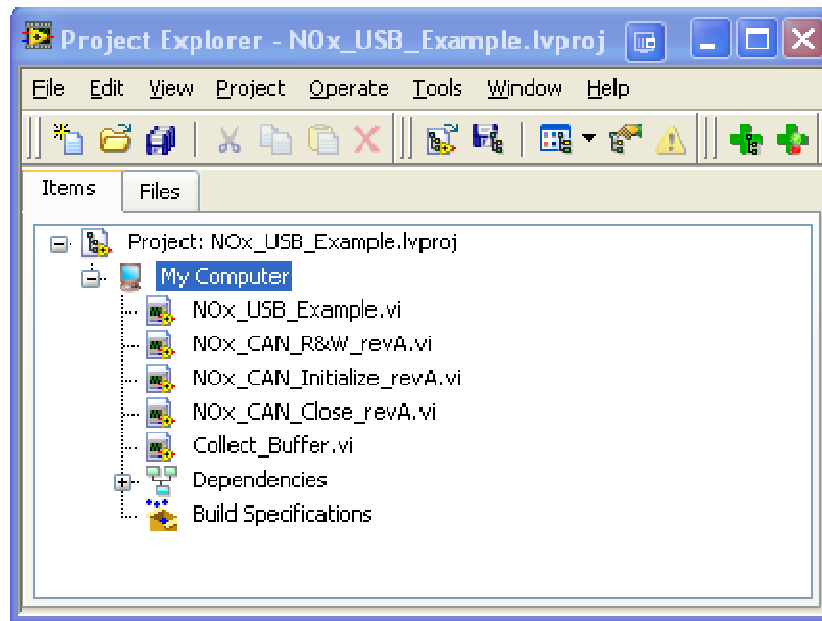 Project Explorer - NOx_USB_Example.lvproj
File Edit View Project Operate Tools Window Help
Items Files
Project: NOx_USB_Example.lvproj
My Computer
NOx_USB_Example.vi
NOx_CAN_R&W_revA.vi
NOx_CAN_Initialize_revA.vi
NOx_CAN_Close_revA.vi
Collect_Buffer.vi
Dependencies
Build Specifications